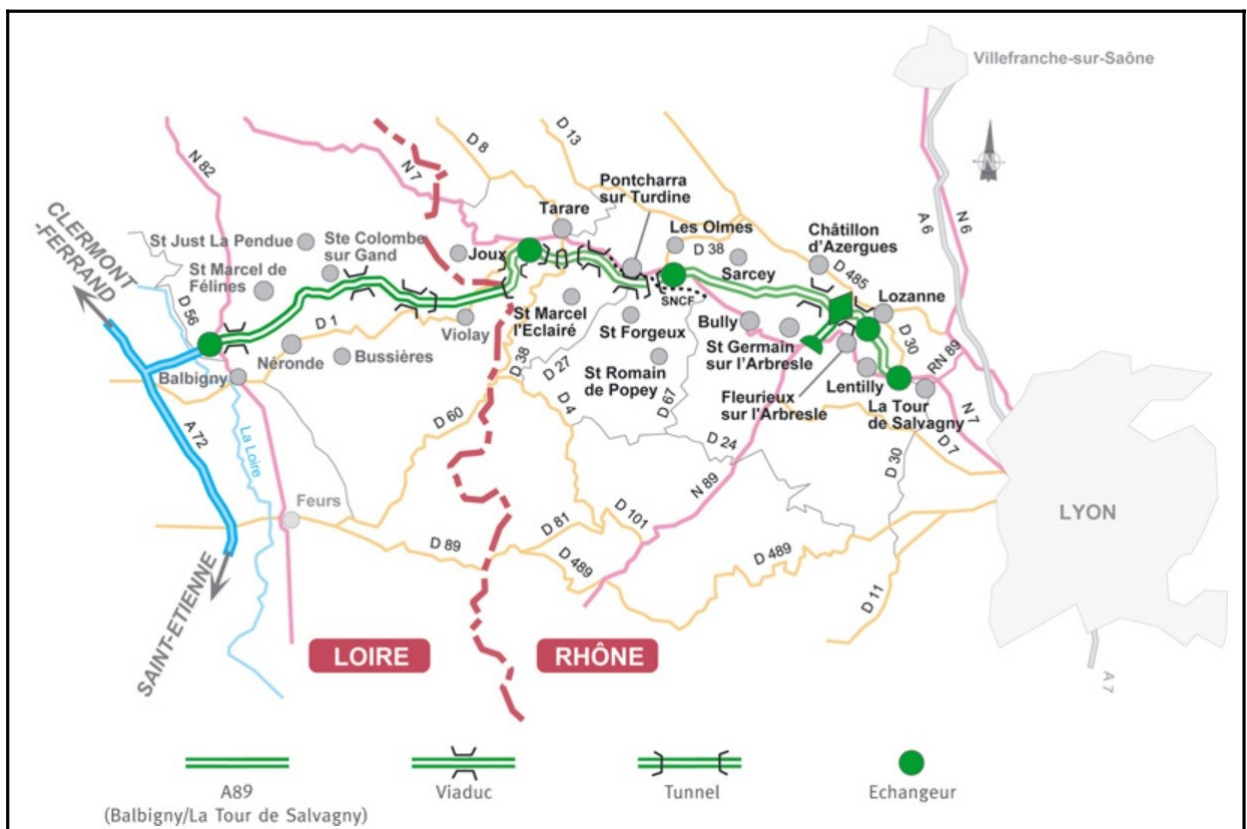 Villefranche-sur-Saône
N 82
N 7
D 8
D 13
A 6
N 6
N
Pontcharra
sur Turdine
CLERMONT
-FERRAND
St Just La Pendue
Ste Colombe
sur Gand
Tarare
Les Olmes
Châtillon
d'Azergues
St Marcel de
Félines
Joux
D 38
Sarcey
D 485
Lozanne
D 56
D 1
SNCF
Violay
St Marcel
l'Eclairé
St Forgeux
Bully
St Germain
sur l'Arbresle
D 30
RN 89
Néronde
Bussières
Balbigny
D 38
D 27
St Romain
de Popey
D 67
Fleurieux
sur l'Arbresle
Lentilly
La Tour
de Salvagny
N 7
A 72
La Loire
D 60
D 4
D 24
D 30
D 7
N 89
Feurs
D 89
D 81
D 101
D 489
D 489
D 11
LYON
SAINT-ETIENNE
LOIRE
RHÔNE
A 7
A89
(Balbigny/La Tour de Salvagny)
Viaduc
Tunnel
Echangeur